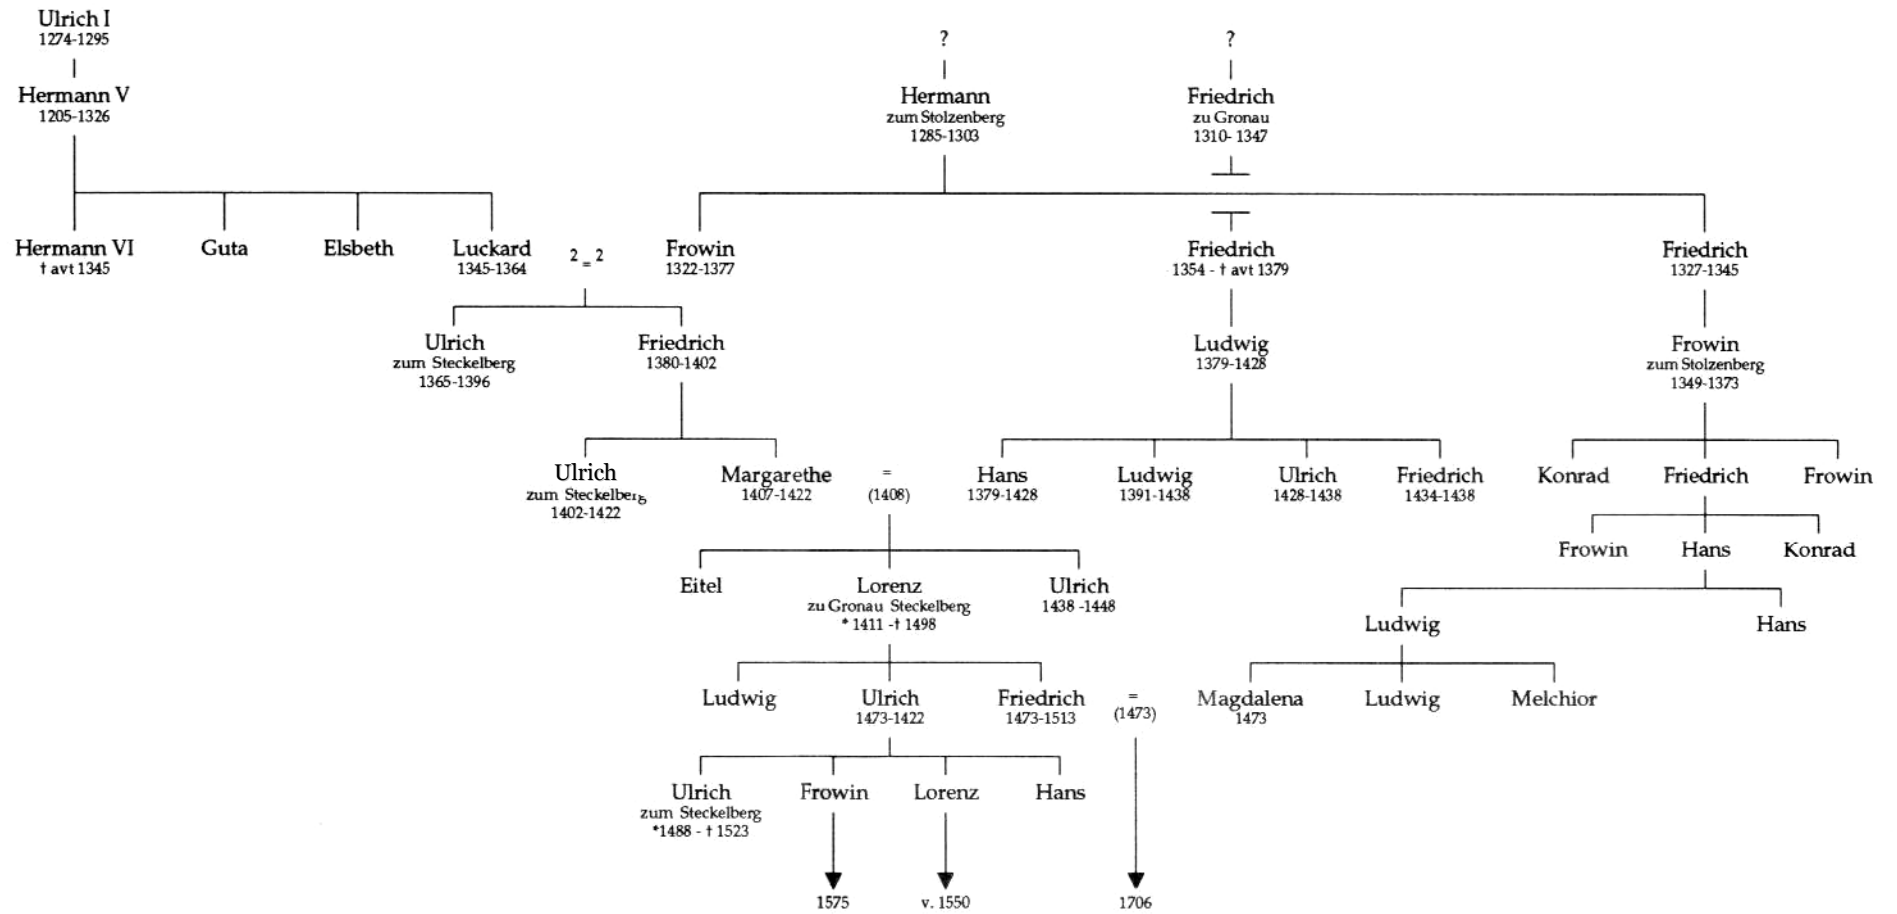 Ulrich I
1274-1295
?
?
Hermann V
1205-1326
Hermann
zum Stolzenberg
1285-1303
Friedrich
zu Gronau
1310- 1347
Hermann VI
† avt 1345
Guta
Elsbeth
Luckard
1345-1364
2 = 2
Frowin
1322-1377
Friedrich
1354 - † avt 1379
Friedrich
1327-1345
Ulrich
zum Steckelberg
1365-1396
Friedrich
1380-1402
Ludwig
1379-1428
Frowin
zum Stolzenberg
1349-1373
Ulrich
zum Steckelberg
1402-1422
Margarethe
1407-1422
=
(1408)
Hans
1379-1428
Ludwig
1391-1438
Ulrich
1428-1438
Friedrich
1434-1438
Konrad
Friedrich
Frowin
Frowin
Hans
Konrad
Eitel
Lorenz
zu Gronau Steckelberg
* 1411 -† 1498
Ulrich
1438 -1448
Ludwig
Hans
Ludwig
Ulrich
1473-1422
Friedrich
1473-1513
=
(1473)
Magdalena
1473
Ludwig
Melchior
Ulrich
zum Steckelberg
*1488 - † 1523
Frowin
Lorenz
Hans
1575
v. 1550
1706